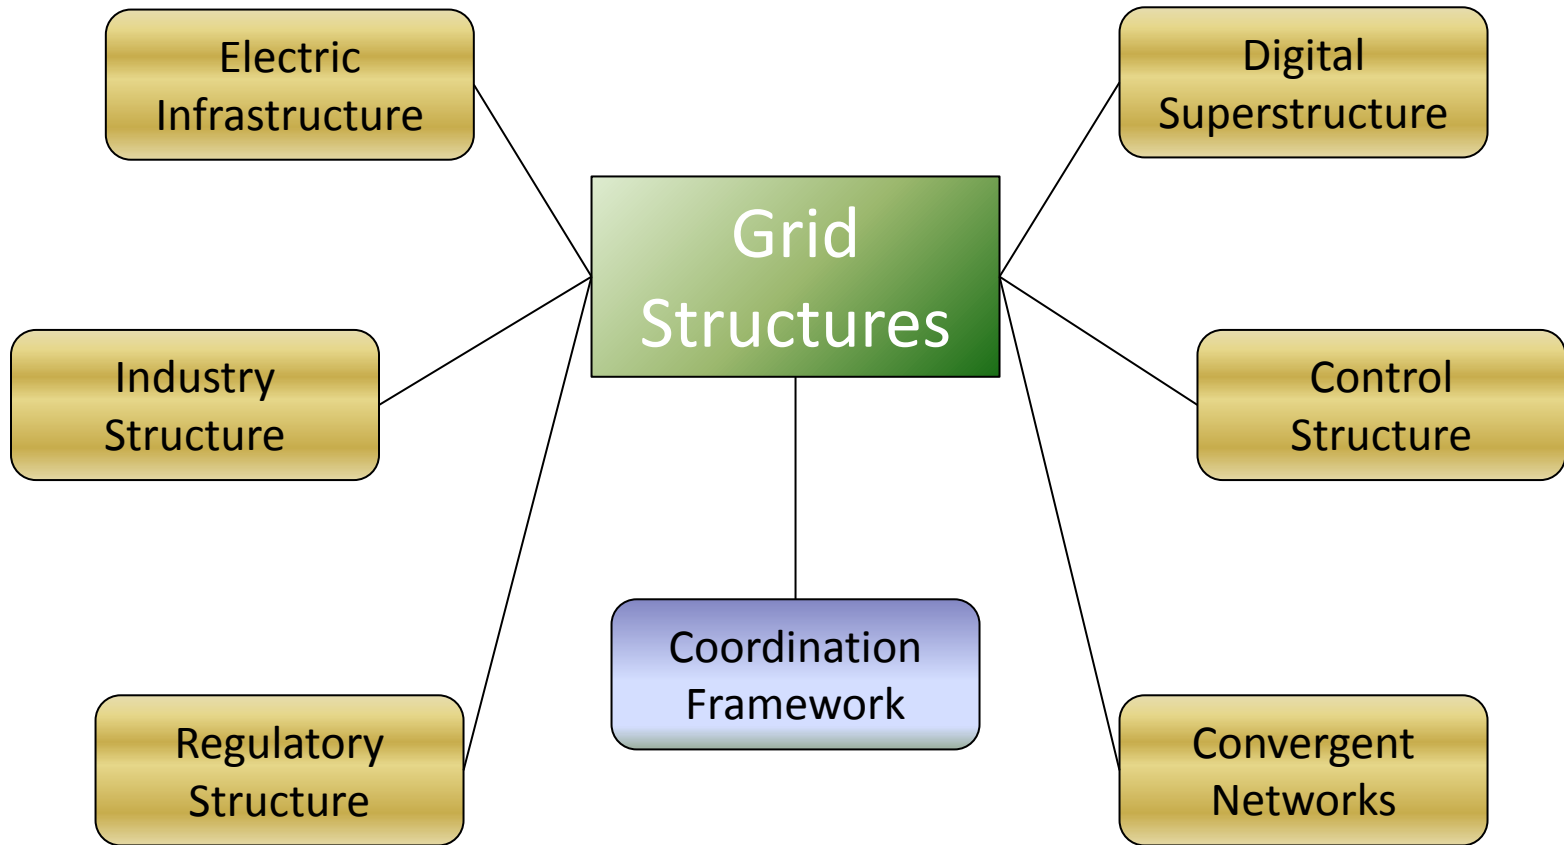 Electric
Infrastructure
Digital
Superstructure
Grid
Structures
Industry
Structure
Control
Structure
Coordination
Framework
Regulatory
Structure
Convergent
Networks